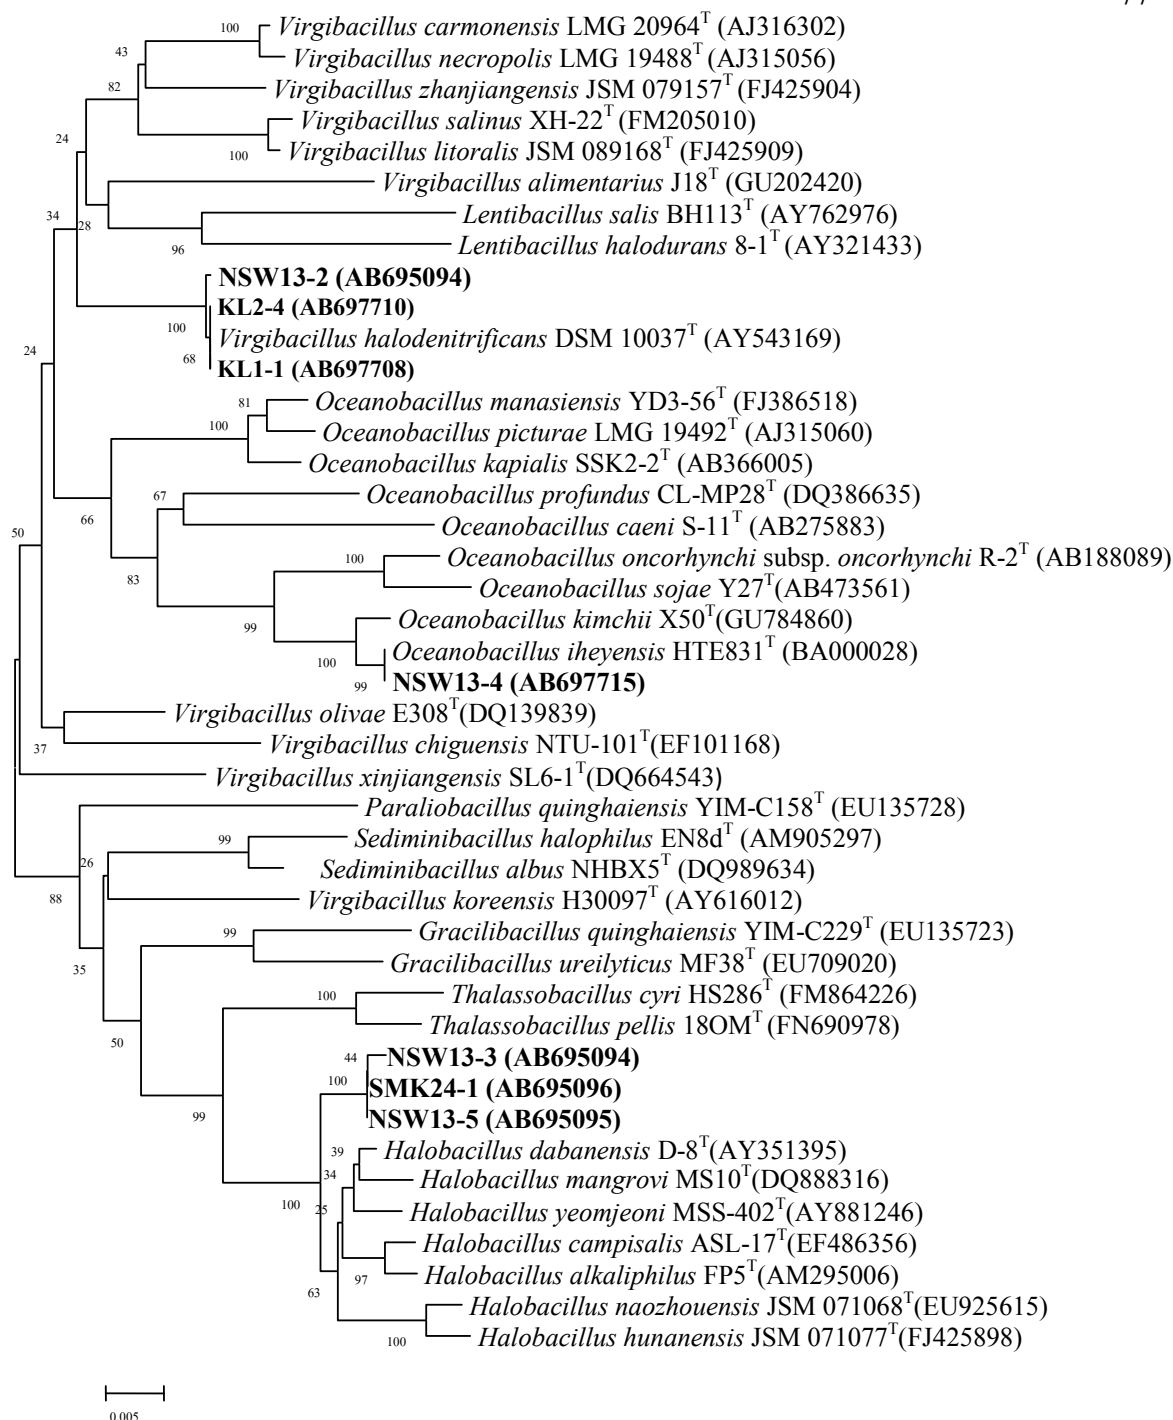 100 Virgibacillus carmonensis LMG 20964T (AJ316302)
43 Virgibacillus necropolis LMG 19488T (AJ315056)
82 Virgibacillus zhanjiangensis JSM 079157T (FJ425904)
Virgibacillus salinus XH-22T (FM205010)
24 100 Virgibacillus litoralis JSM 089168T (FJ425909)
Virgibacillus alimentarius J18T (GU202420)
34 28 Lentibacillus salis BH113T (AY762976)
96 Lentibacillus halodurans 8-1T (AY321433)
NSW13-2 (AB695094)
KL2-4 (AB697710)
100 Virgibacillus halodenitrificans DSM 10037T (AY543169)
24 68 KL1-1 (AB697708)
81 Oceanobacillus manasiensis YD3-56T (FJ386518)
100 Oceanobacillus picturae LMG 19492T (AJ315060)
Oceanobacillus kapialis SSK2-2T (AB366005)
67 Oceanobacillus profundus CL-MP28T (DQ386635)
66 Oceanobacillus caeni S-11T (AB275883)
50 100 Oceanobacillus oncorhynchi subsp. oncorhynchi R-2T (AB188089)
83 Oceanobacillus sojae Y27T(AB473561)
99 Oceanobacillus kimchii X50T(GU784860)
100 Oceanobacillus iheyensis HTE831T (BA000028)
99 NSW13-4 (AB697715)
Virgibacillus olivae E308T(DQ139839)
37 Virgibacillus chiguensis NTU-101T(EF101168)
Virgibacillus xinjiangensis SL6-1T(DQ664543)
Paraliobacillus quinghaiensis YIM-C158T (EU135728)
99 Sediminibacillus halophilus EN8dT (AM905297)
26 Sediminibacillus albus NHBX5T (DQ989634)
88 Virgibacillus koreensis H30097T (AY616012)
99 Gracilibacillus quinghaiensis YIM-C229T (EU135723)
35 Gracilibacillus ureilyticus MF38T (EU709020)
100 Thalassobacillus cyri HS286T (FM864226)
50 Thalassobacillus pellis 18OMT (FN690978)
44 NSW13-3 (AB695094)
100 SMK24-1 (AB695096)
99 NSW13-5 (AB695095)
39 Halobacillus dabanensis D-8T(AY351395)
34 Halobacillus mangrovi MS10T(DQ888316)
100 25 Halobacillus yeomjeoni MSS-402T(AY881246)
Halobacillus campisalis ASL-17T(EF486356)
97 Halobacillus alkaliphilus FP5T(AM295006)
63 Halobacillus naozhouensis JSM 071068T(EU925615)
100 Halobacillus hunanensis JSM 071077T(FJ425898)
0.005